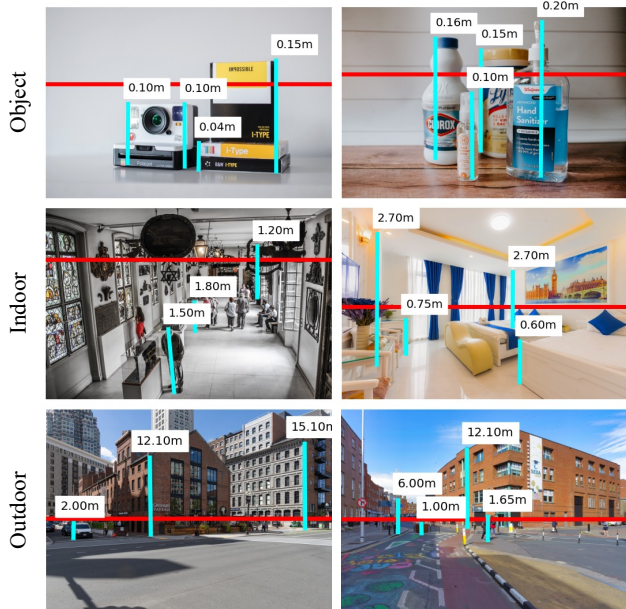 Object
0.10m
0.10m
0.15m
0.04m
IMPOSSIBLE
I-TYPE
i-Type
B&W I-TYPE
0.16m
0.15m
0.20m
0.10m
CLOROX
Hand
Sanitizer
Indoor
1.20m
1.80m
1.50m
2.70m
2.70m
0.75m
0.60m
Outdoor
2.00m
12.10m
15.10m
6.00m
1.00m
12.10m
1.65m